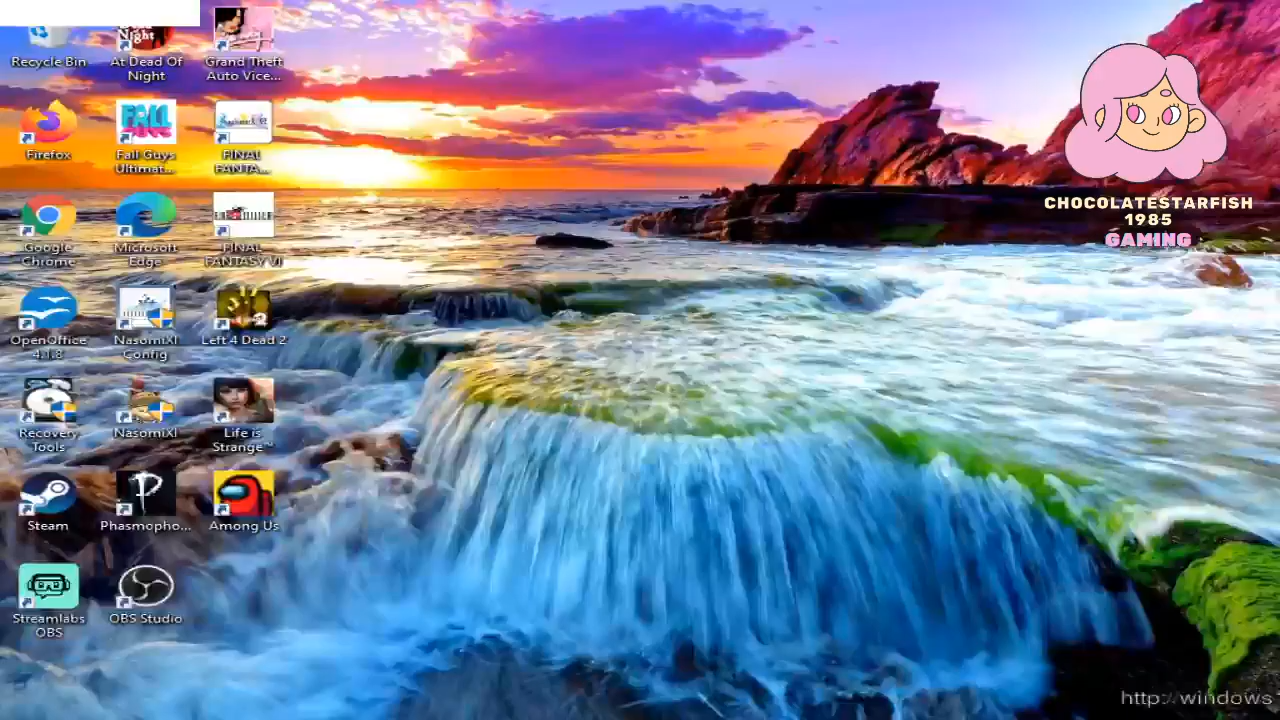 Recycle Bin
At Dead Of
Night
Grand Theft
Auto Vice...
Firefox
FALL
Fall Guys
Ultimat...
FINAL
FANTA...
Google
Chrome
Microsoft
Edge
FINAL
FANTASY VI
OpenOffice
4.1.8
NasomiXI
Config
Left 4 Dead 2
Recovery
Tools
NasomiXI
Life is
Strange™
Steam
Phasmopho...
Among Us
Streamlabs
OBS
OBS Studio
CHOCOLATESTARFISH
1985
GAMING
http://windows